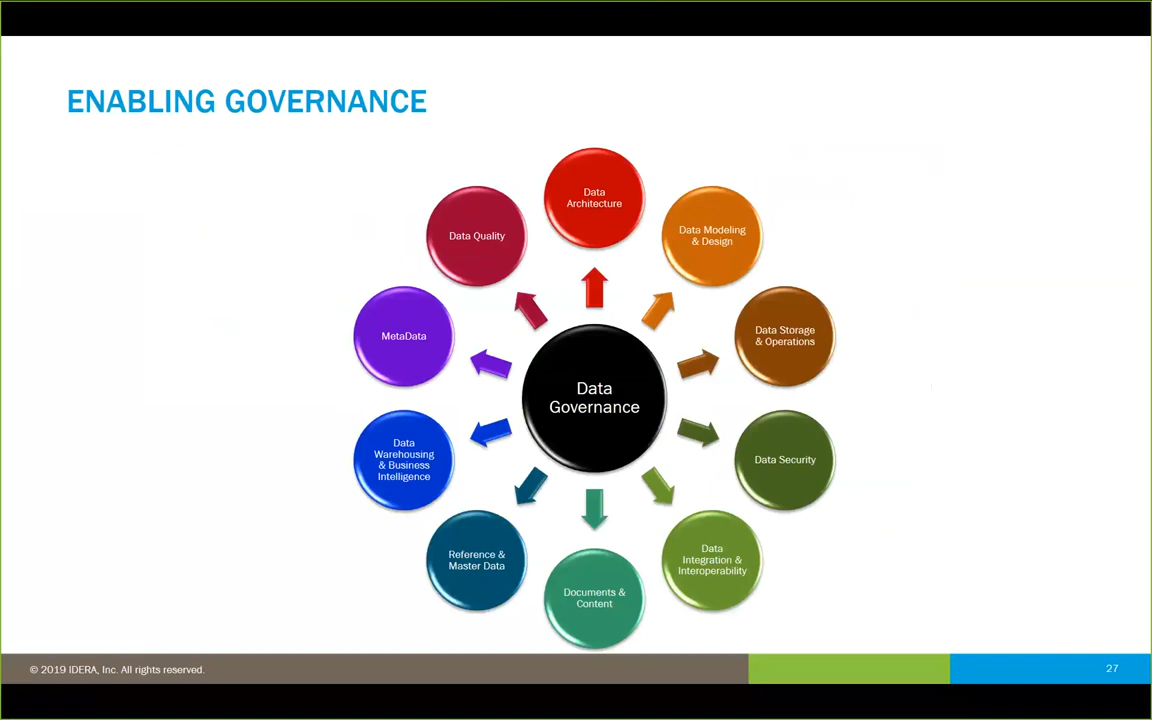 ENABLING GOVERNANCE
Data
Architecture
Data Modeling
& Design
Data Storage
& Operations
Data Security
Data
Integration &
Interoperability
Documents &
Content
Reference &
Master Data
Data
Warehousing
& Business
Intelligence
MetaData
Data Quality
Data
Governance
© 2019 IDERA, Inc. All rights reserved.
27